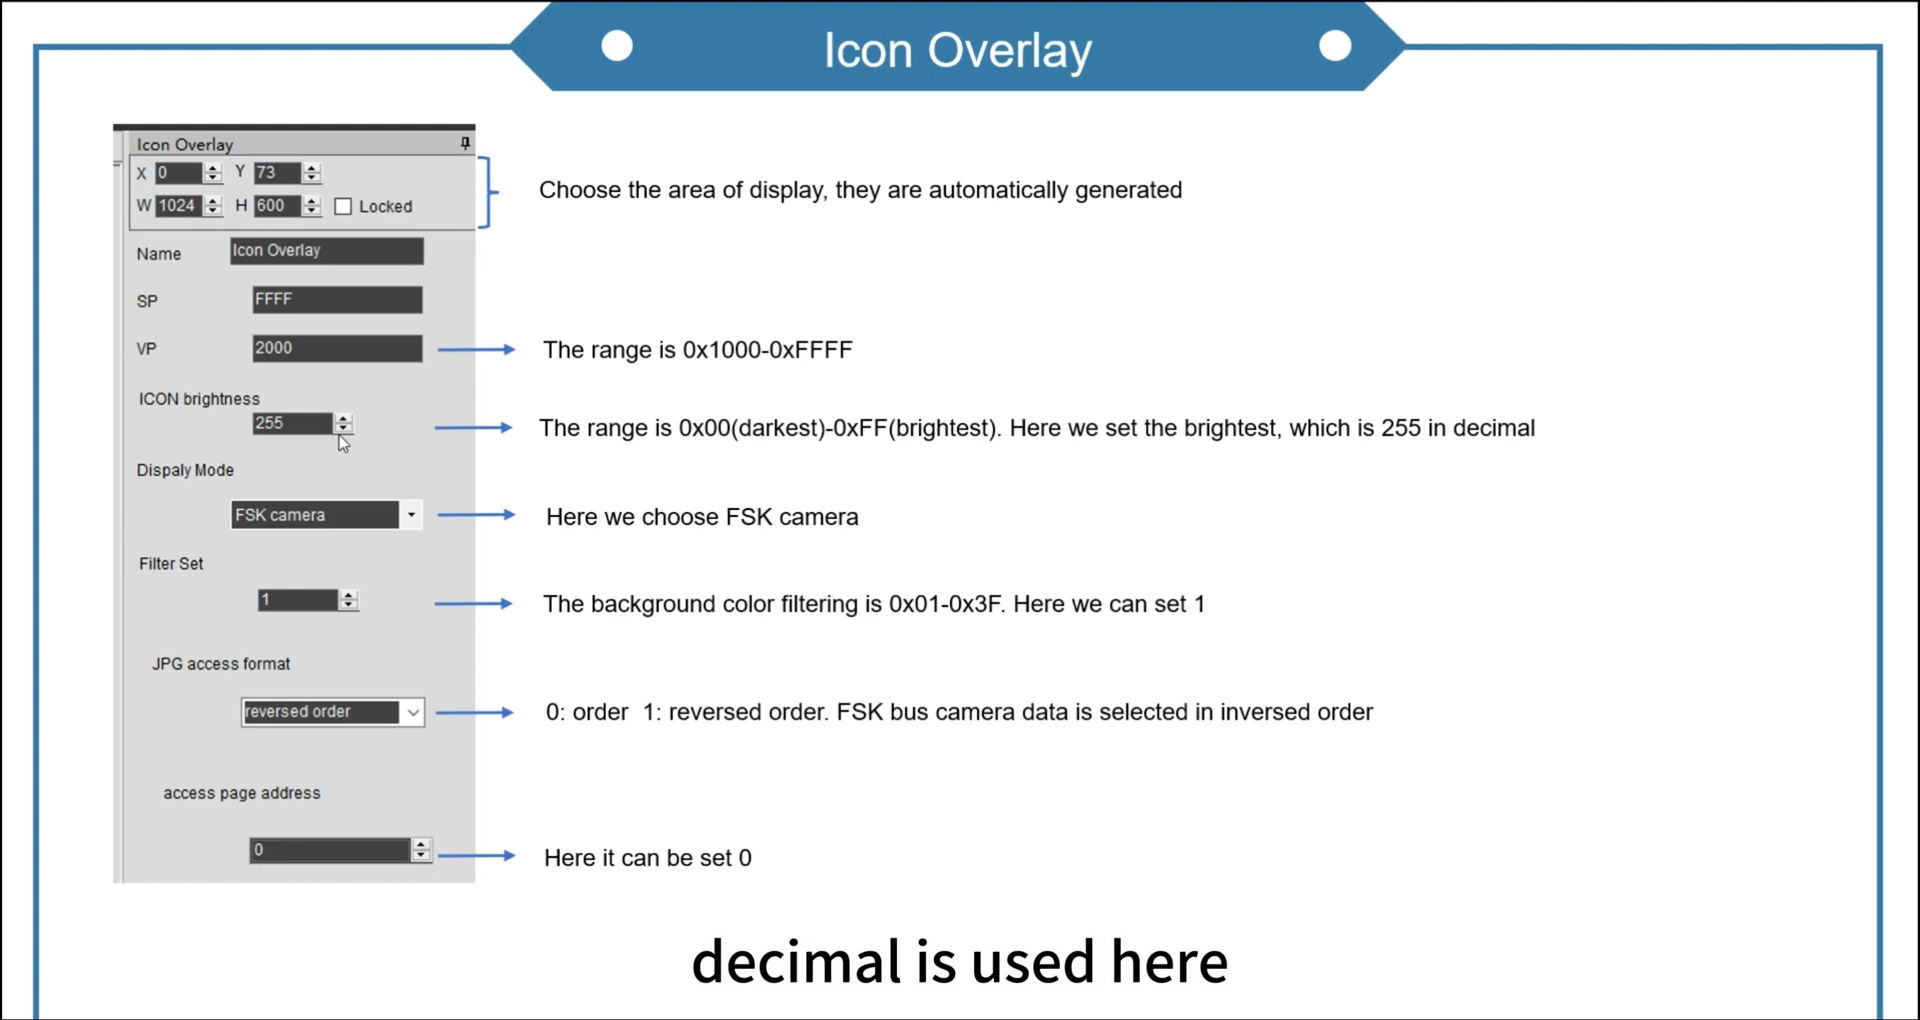 Icon Overlay
Icon Overlay
X 0 Y 73
W 1024 H 600 Locked
Choose the area of display, they are automatically generated
Name Icon Overlay
SP FFFF
VP 2000
The range is 0x1000-0xFFFF
ICON brightness
255
The range is 0x00(darkest)-0xFF(brightest). Here we set the brightest, which is 255 in decimal
Dispaly Mode
FSK camera
Here we choose FSK camera
Filter Set
1
The background color filtering is 0x01-0x3F. Here we can set 1
JPG access format
reversed order
0: order 1: reversed order. FSK bus camera data is selected in inversed order
access page address
0
Here it can be set 0
decimal is used here